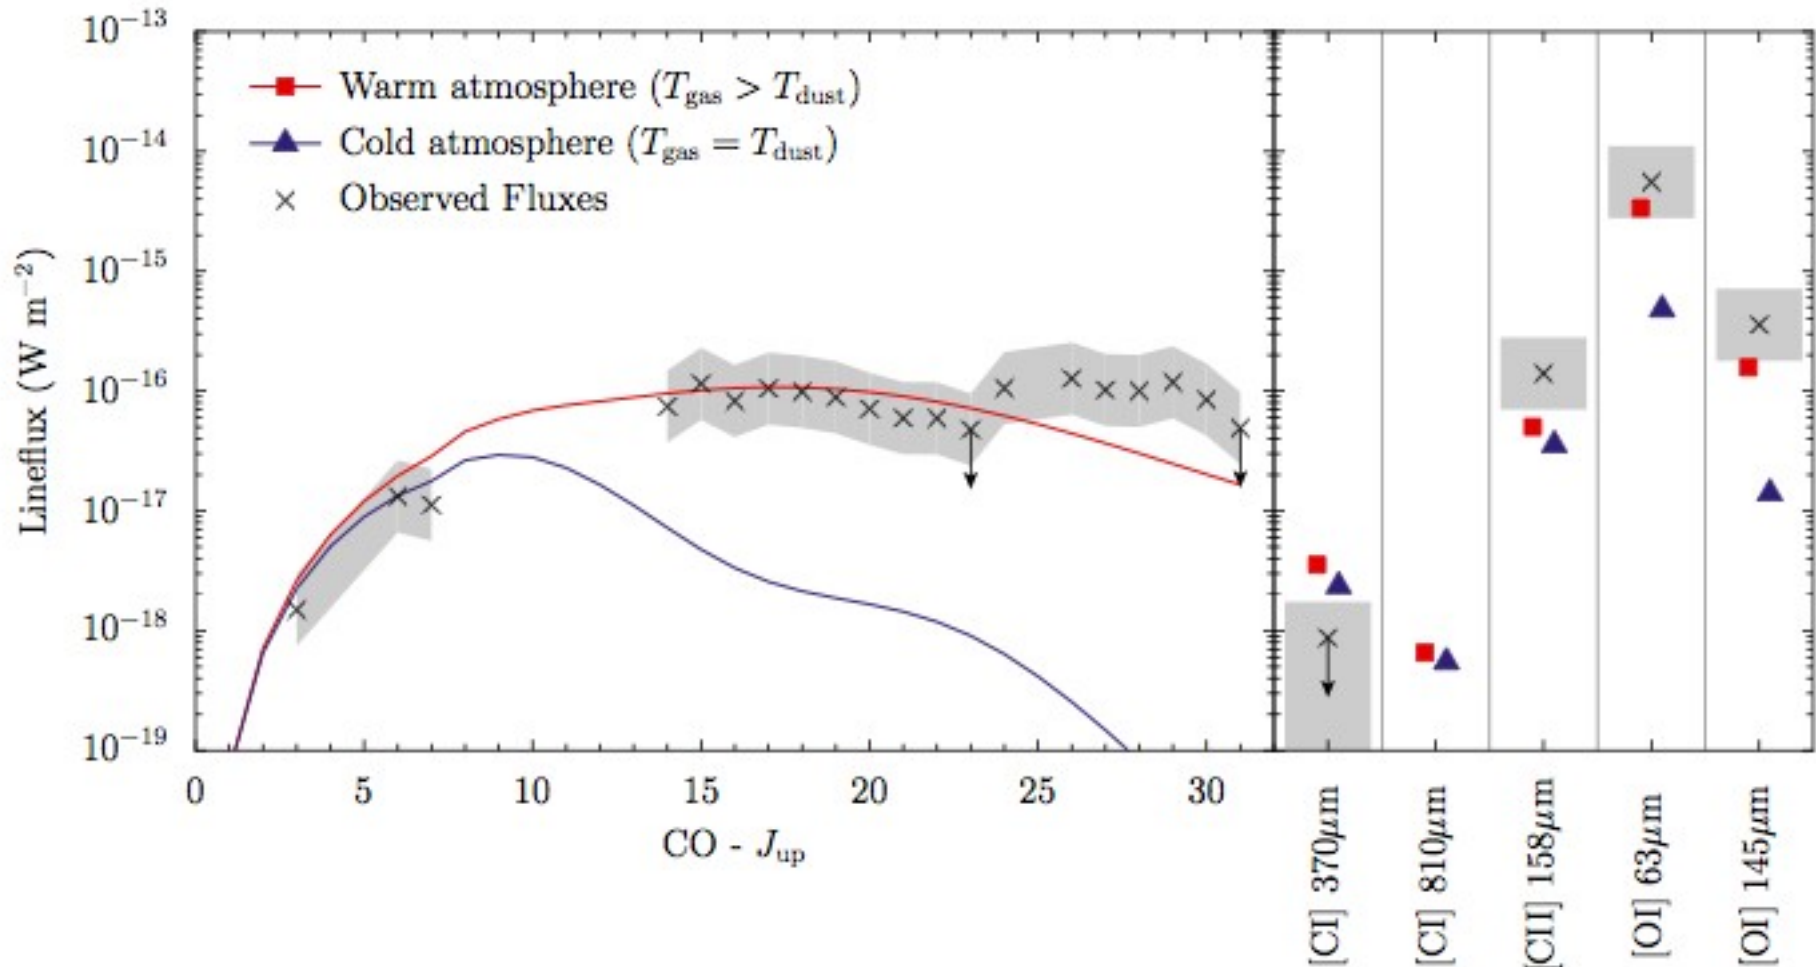 10⁻¹³
10⁻¹⁴
10⁻¹⁵
10⁻¹⁶
10⁻¹⁷
10⁻¹⁸
10⁻¹⁹
Lineflux (W m⁻²)
Warm atmosphere (T_gas > T_dust)
Cold atmosphere (T_gas = T_dust)
Observed Fluxes
0 5 10 15 20 25 30
CO - J_up
[CI] 370μm
[CI] 810μm
[CII] 158μm
[OI] 63μm
[OI] 145μm